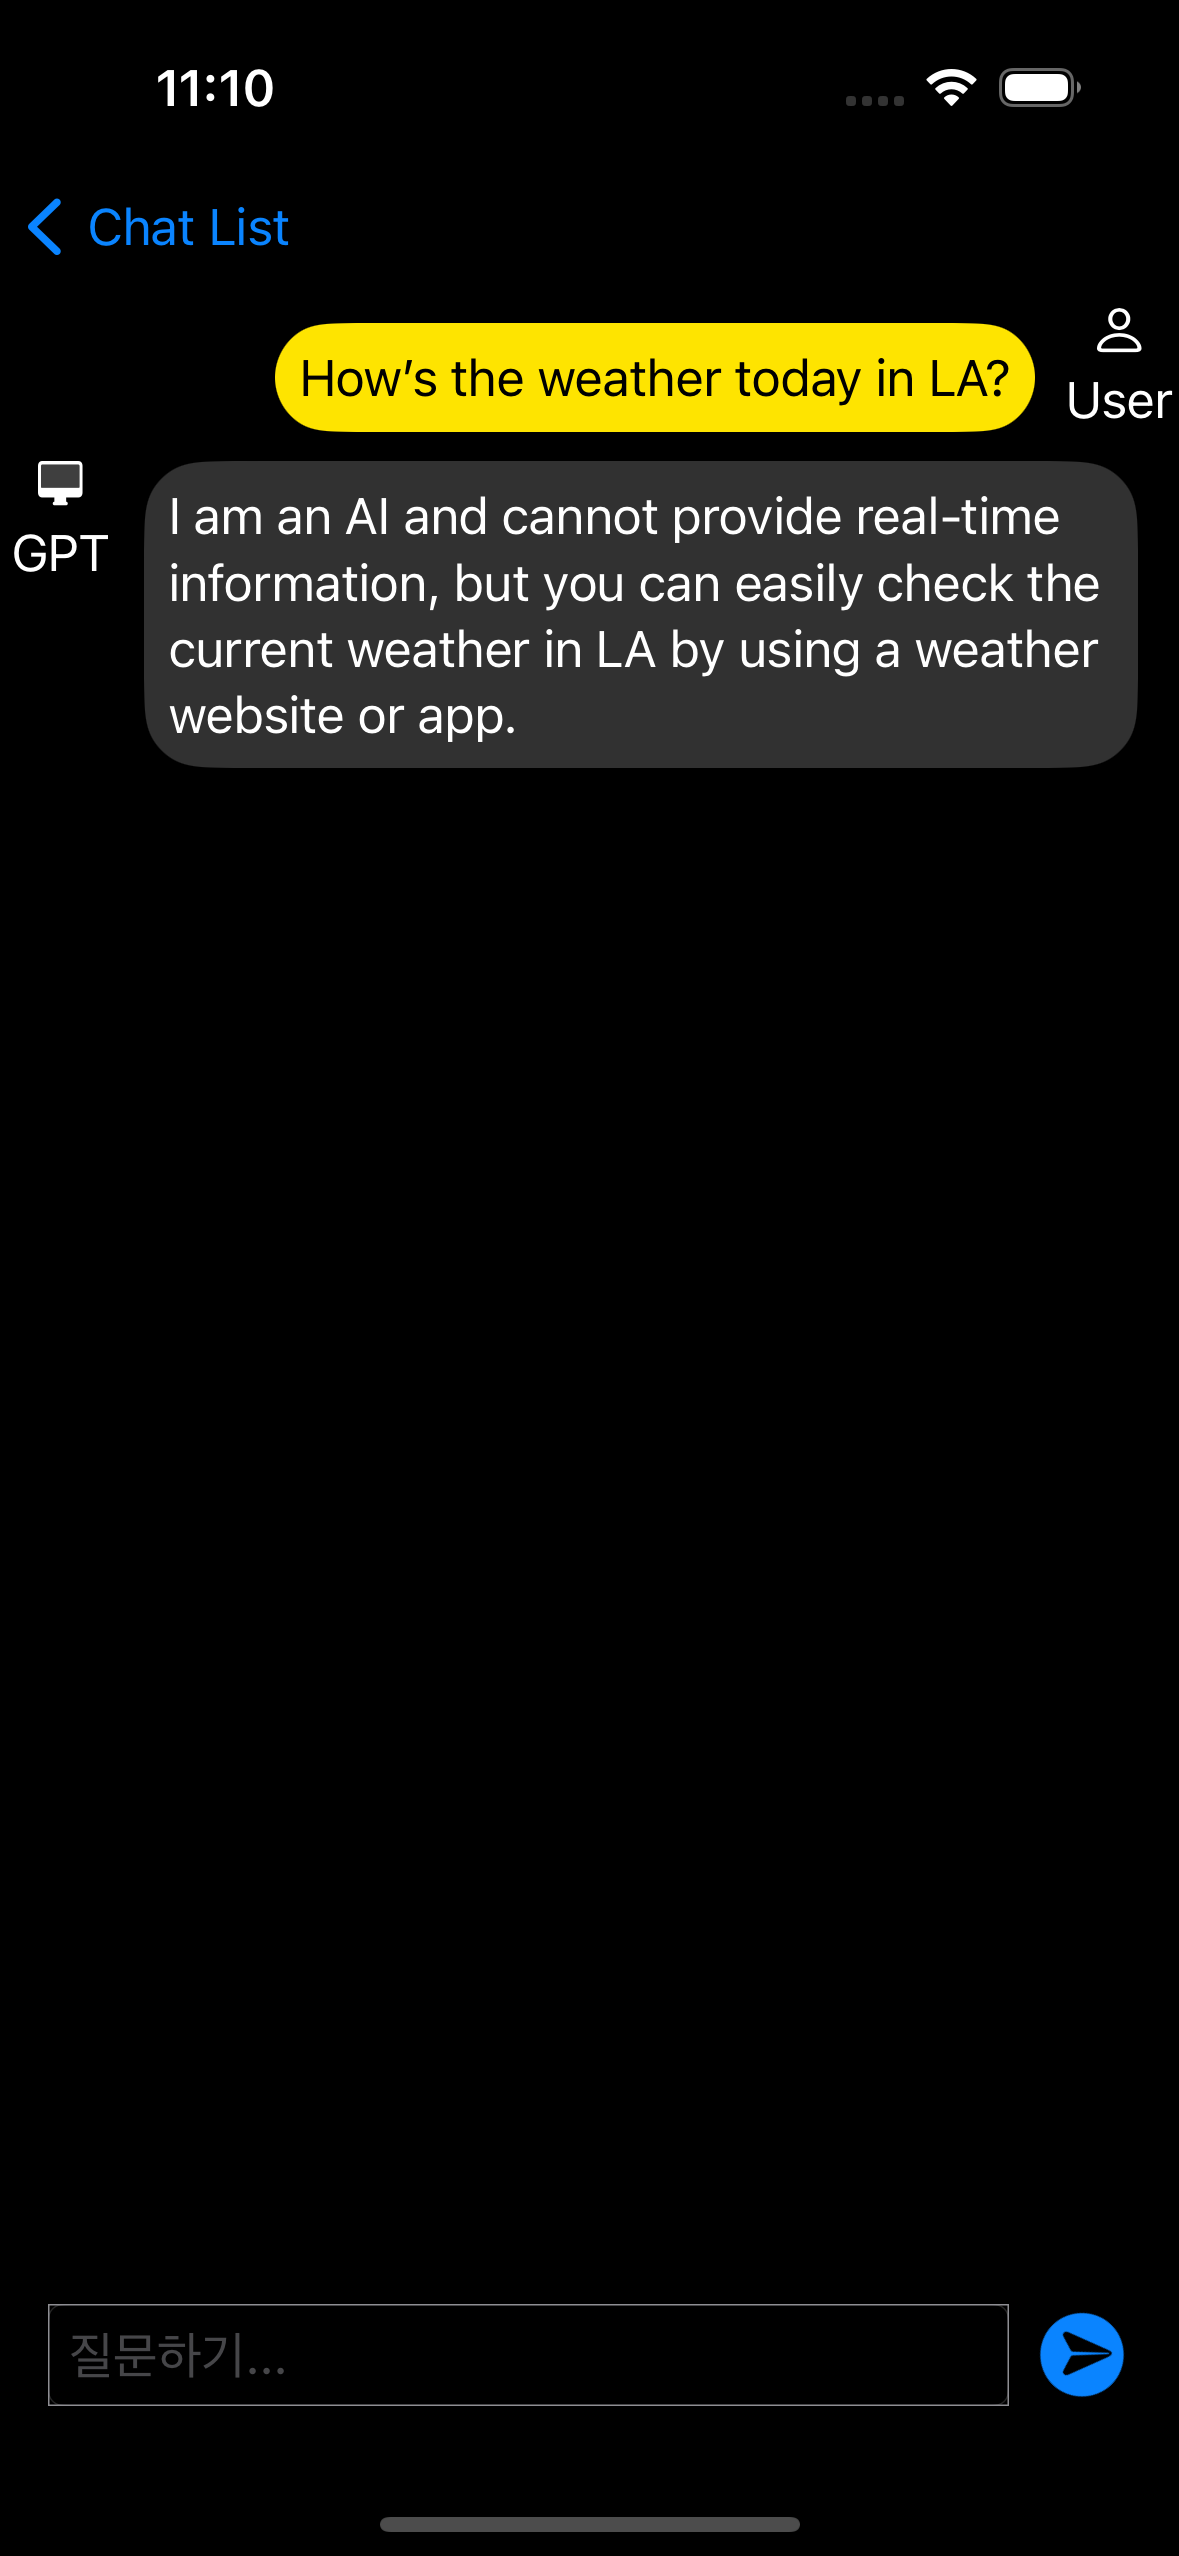 11:10
Chat List
How’s the weather today in LA?
User
GPT
I am an AI and cannot provide real-time
information, but you can easily check the
current weather in LA by using a weather
website or app.
질문하기...